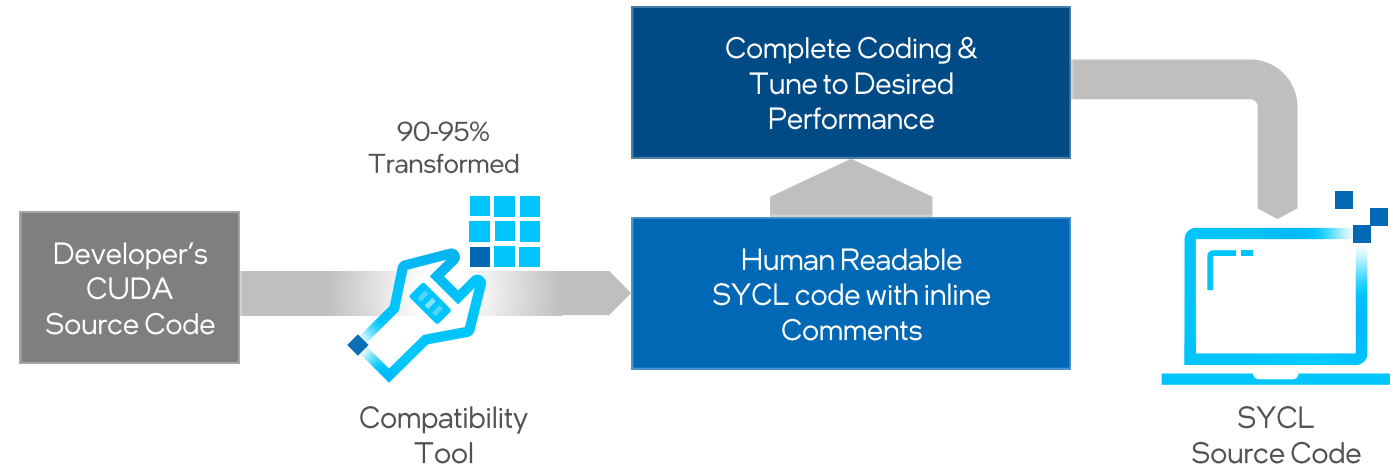 Developer's
CUDA
Source Code
90-95%
Transformed
Compatibility
Tool
Human Readable
SYCL code with inline
Comments
Complete Coding &
Tune to Desired
Performance
SYCL
Source Code